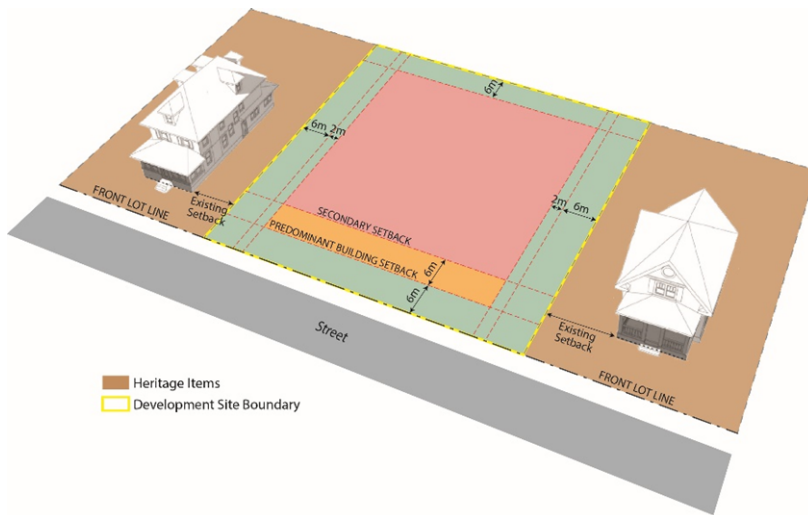 6m
6m 2m
Existing
Setback
FRONT LOT LINE
SECONDARY SETBACK
PREDOMINANT BUILDING SETBACK
6m
6m
2m 6m
Existing
Setback
FRONT LOT LINE
Street
Heritage Items
Development Site Boundary